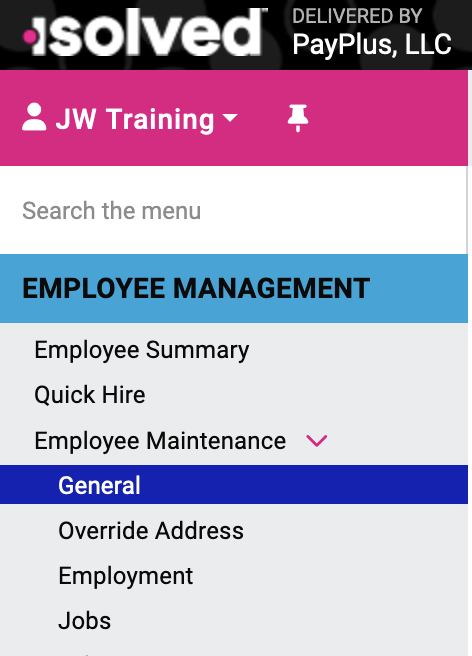 isolved
DELIVERED BY
PayPlus, LLC
JW Training
Search the menu
EMPLOYEE MANAGEMENT
Employee Summary
Quick Hire
Employee Maintenance
General
Override Address
Employment
Jobs